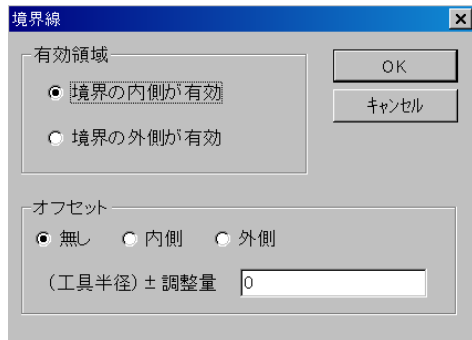 境界線
有効領域
境界の内側が有効
境界の外側が有効
OK
キャンセル
オフセット
無し 内側 外側
(工具半径)±調整量 0